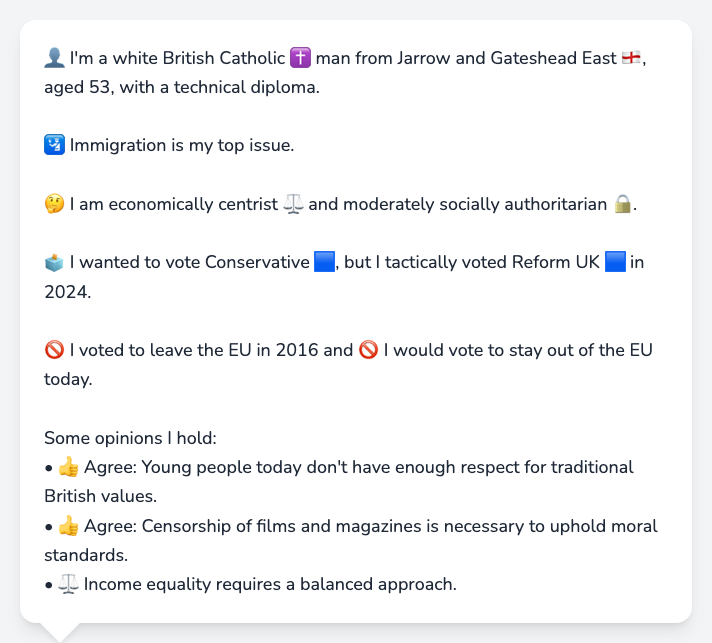 👤 I'm a white British Catholic ✝️ man from Jarrow and Gateshead East 🏴󠁧󠁢󠁥󠁮󠁧󠁿,
aged 53, with a technical diploma.
🛂 Immigration is my top issue.
🤔 I am economically centrist ⚖️ and moderately socially authoritarian 🔒.
🗳️ I wanted to vote Conservative 🟦, but I tactically voted Reform UK 🟦 in
2024.
🚫 I voted to leave the EU in 2016 and 🚫 I would vote to stay out of the EU
today.
Some opinions I hold:
• 👍 Agree: Young people today don't have enough respect for traditional
British values.
• 👍 Agree: Censorship of films and magazines is necessary to uphold moral
standards.
• ⚖️ Income equality requires a balanced approach.